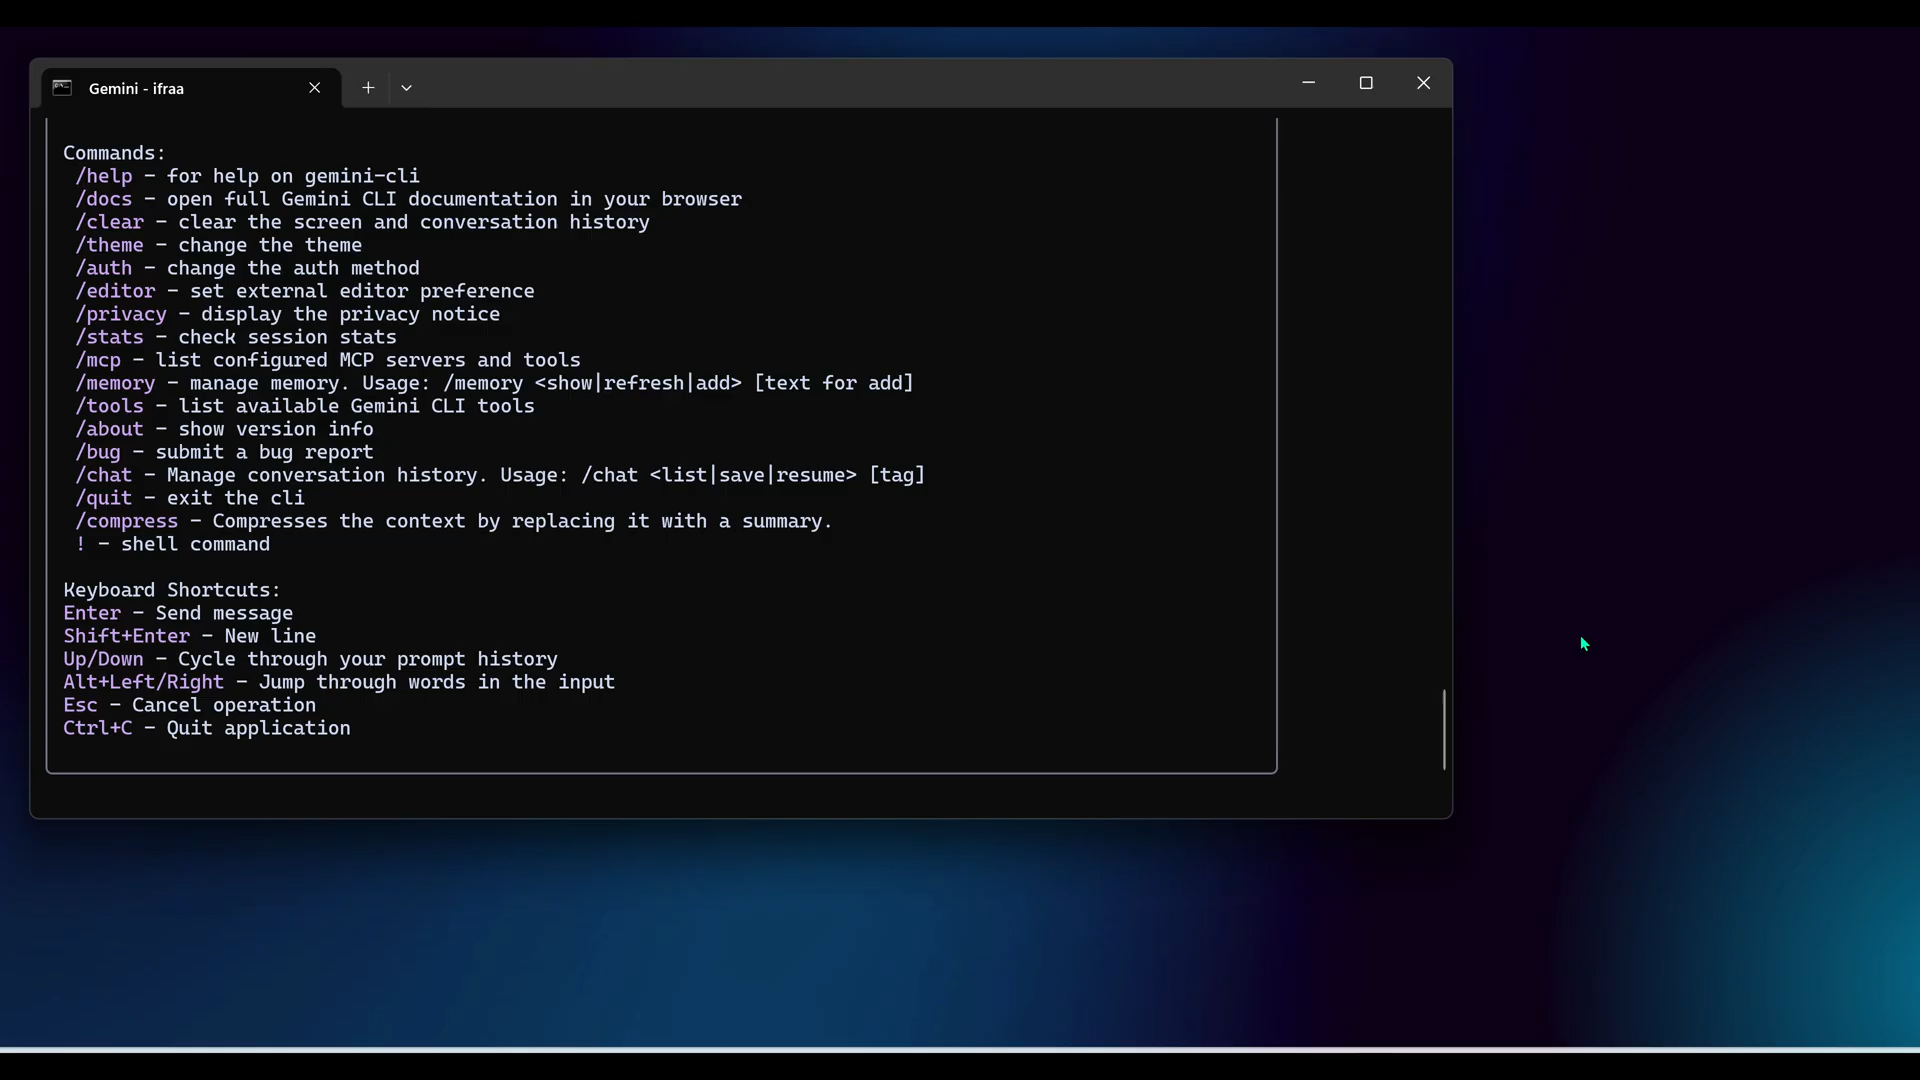 Gemini - ifraa
Commands:
/help - for help on gemini-cli
/docs - open full Gemini CLI documentation in your browser
/clear - clear the screen and conversation history
/theme - change the theme
/auth - change the auth method
/editor - set external editor preference
/privacy - display the privacy notice
/stats - check session stats
/mcp - list configured MCP servers and tools
/memory - manage memory. Usage: /memory <show|refresh|add> [text for add]
/tools - list available Gemini CLI tools
/about - show version info
/bug - submit a bug report
/chat - Manage conversation history. Usage: /chat <list|save|resume> [tag]
/quit - exit the cli
/compress - Compresses the context by replacing it with a summary.
! - shell command
Keyboard Shortcuts:
Enter - Send message
Shift+Enter - New line
Up/Down - Cycle through your prompt history
Alt+Left/Right - Jump through words in the input
Esc - Cancel operation
Ctrl+C - Quit application